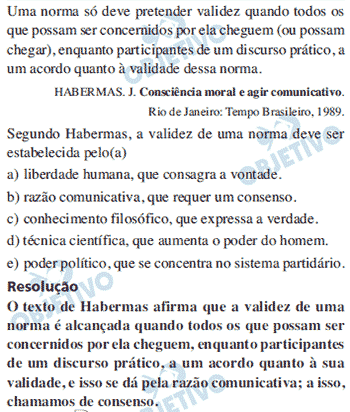 Uma norma só deve pretender validez quando todos os
que possam ser concernidos por ela cheguem (ou possam
chegar), enquanto participantes de um discurso prático, a
um acordo quanto à validade dessa norma.
HABERMAS. J. Consciência moral e agir comunicativo.
Rio de Janeiro: Tempo Brasileiro, 1989.
Segundo Habermas, a validez de uma norma deve ser
estabelecida pelo(a)
a) liberdade humana, que consagra a vontade.
b) razão comunicativa, que requer um consenso.
c) conhecimento filosófico, que expressa a verdade.
d) técnica científica, que aumenta o poder do homem.
e) poder político, que se concentra no sistema partidário.
Resolução
O texto de Habermas afirma que a validez de uma
norma é alcançada quando todos os que possam ser
concernidos por ela cheguem, enquanto participantes
de um discurso prático, a um acordo quanto à sua
validade, e isso se dá pela razão comunicativa; a isso,
chamamos de consenso.
OBJETIVO
OBJETIVO
OBJETIVO
OBJETIVO